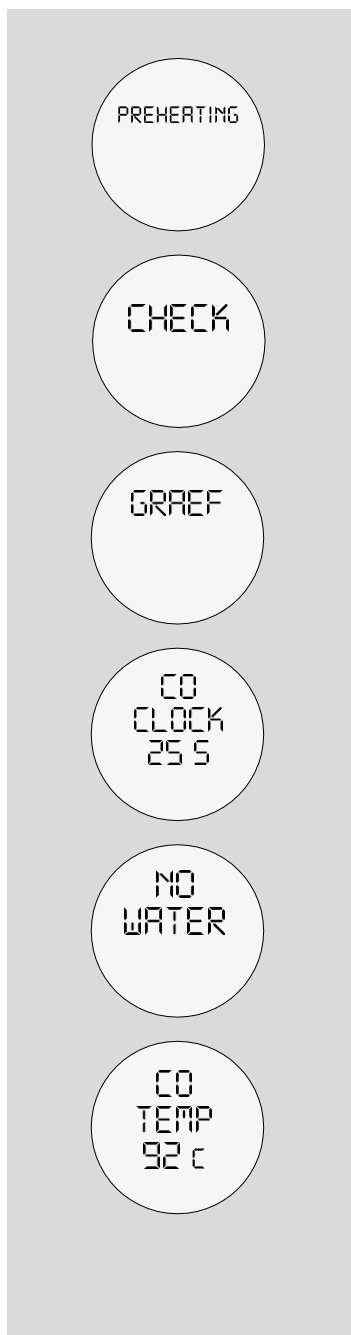 PREHEATING
CHECK
GRAEF
CO
CLOCK
25 S
NO
WATER
CO
TEMP
92 c